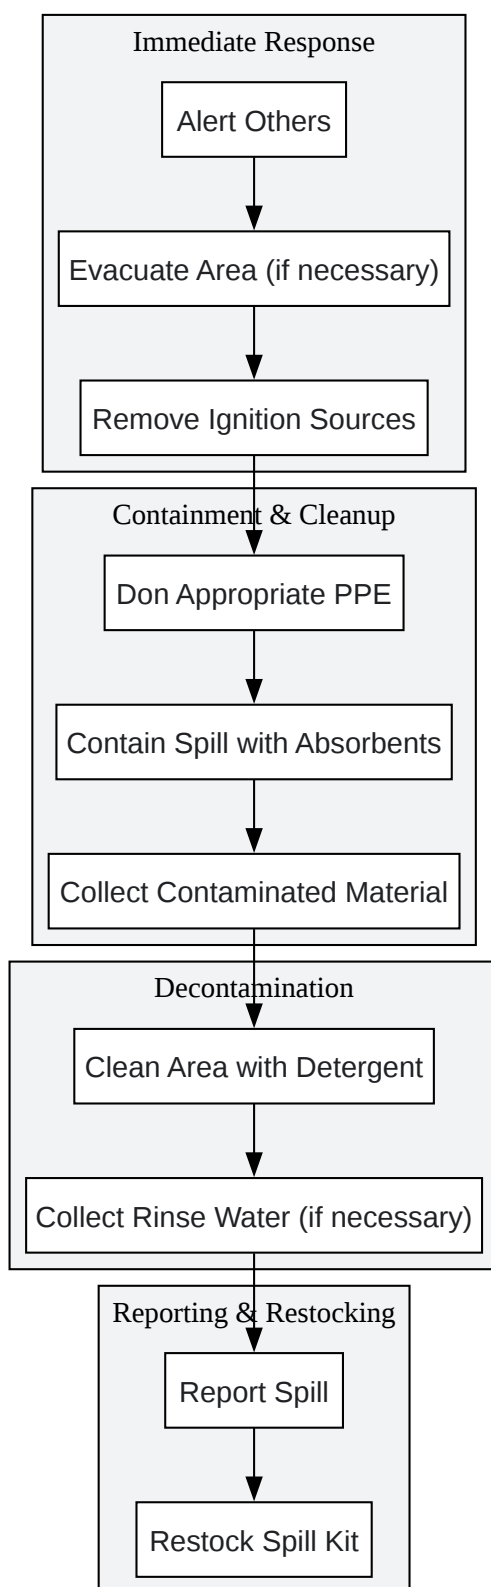 Immediate Response
Alert Others
Evacuate Area (if necessary)
Remove Ignition Sources
Containment & Cleanup
Don Appropriate PPE
Contain Spill with Absorbents
Collect Contaminated Material
Decontamination
Clean Area with Detergent
Collect Rinse Water (if necessary)
Reporting & Restocking
Report Spill
Restock Spill Kit